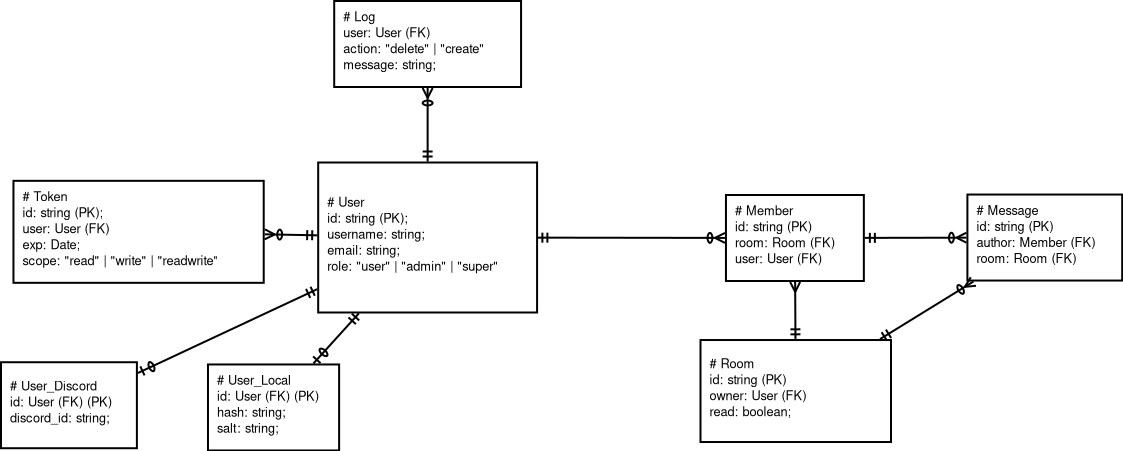 # Log
user: User (FK)
action: "delete" | "create"
message: string;
# Token
id: string (PK);
user: User (FK)
exp: Date;
scope: "read" | "write" | "readwrite"
# User
id: string (PK);
username: string;
email: string;
role: "user" | "admin" | "super"
# Member
id: string (PK)
room: Room (FK)
user: User (FK)
# Message
id: string (PK)
author: Member (FK)
room: Room (FK)
# User_Discord
id: User (FK) (PK)
discord_id: string;
# User_Local
id: User (FK) (PK)
hash: string;
salt: string;
# Room
id: string (PK)
owner: User (FK)
read: boolean;